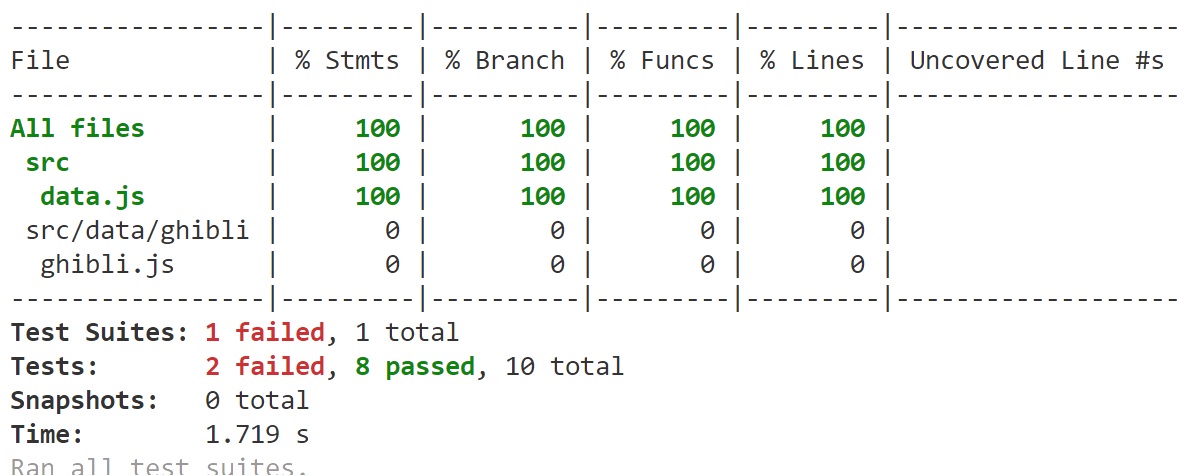 -----------------|---------|----------|---------|---------|-------------------
File             | % Stmts | % Branch | % Funcs | % Lines | Uncovered Line #s
-----------------|---------|----------|---------|---------|-------------------
All files        |     100 |      100 |     100 |     100 |
 src             |     100 |      100 |     100 |     100 |
  data.js        |     100 |      100 |     100 |     100 |
 src/data/ghibli |       0 |        0 |       0 |       0 |
  ghibli.js      |       0 |        0 |       0 |       0 |
-----------------|---------|----------|---------|---------|-------------------
Test Suites: 1 failed, 1 total
Tests:       2 failed, 8 passed, 10 total
Snapshots:   0 total
Time:        1.719 s
Ran all test suites.